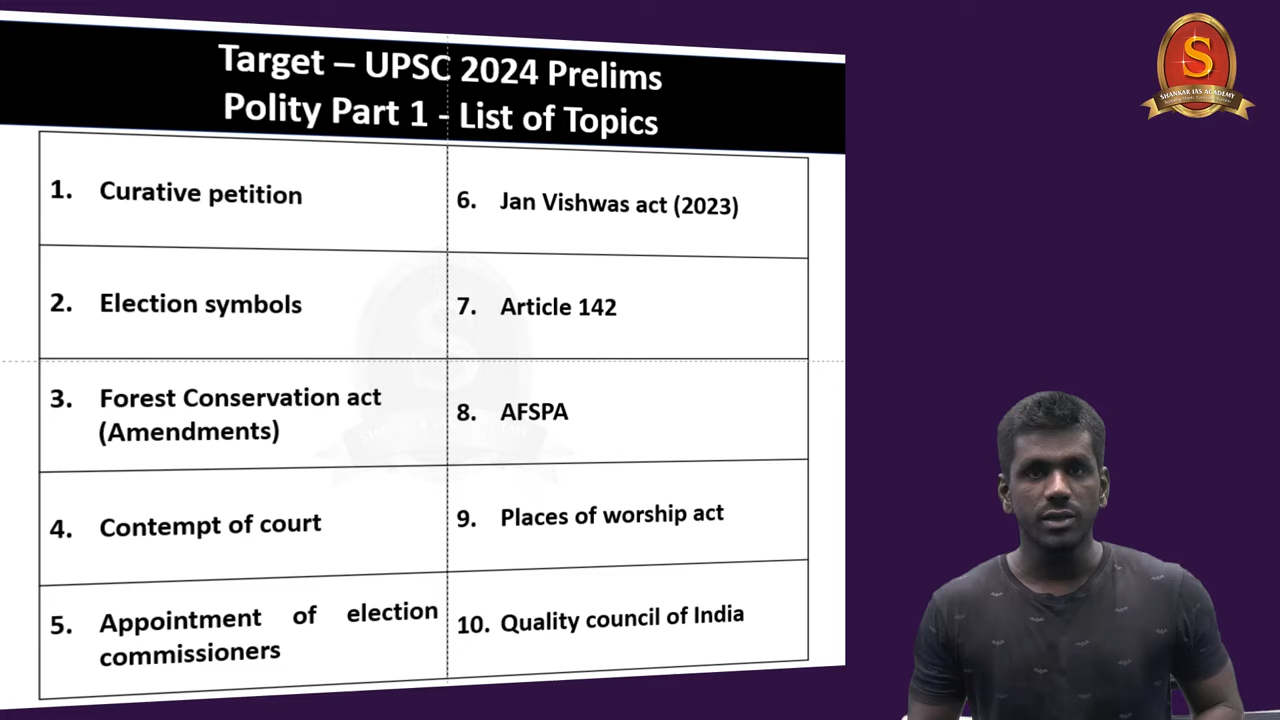 Target – UPSC 2024 Prelims
Polity Part 1 - List of Topics
1. Curative petition
2. Election symbols
3. Forest Conservation act
(Amendments)
4. Contempt of court
5. Appointment of election
commissioners
6. Jan Vishwas act (2023)
7. Article 142
8. AFSPA
9. Places of worship act
10. Quality council of India
S
SHANKAR IAS ACADEMY